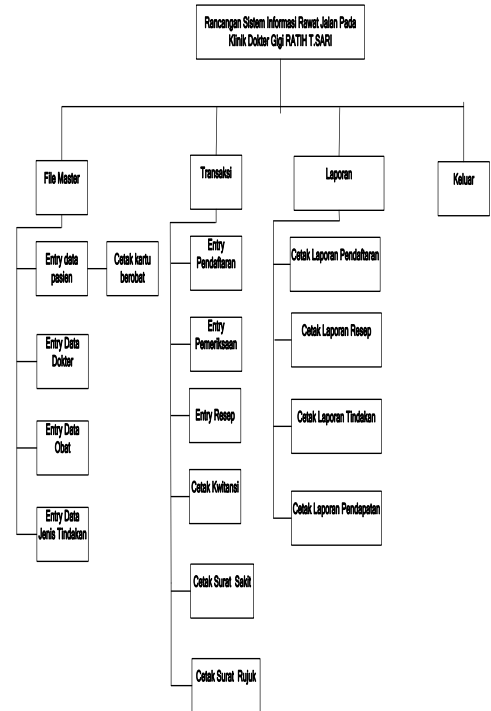 Rancangan Sistem Informasi Rawat Jalan Pada
Klinik Dokter Gigi RATIH T.SARI
File Master
Transaksi
Laporan
Keluar
Entry data
pasien
Cetak kartu
berobat
Entry Data
Dokter
Entry Data
Obat
Entry Data
Jenis Tindakan
Entry
Pendaftaran
Entry
Pemeriksaan
Entry Resep
Cetak Kwitansi
Cetak Surat Sakit
Cetak Surat Rujuk
Cetak Laporan Pendaftaran
Cetak Laporan Resep
Cetak Laporan Tindakan
Cetak Laporan Pendapatan